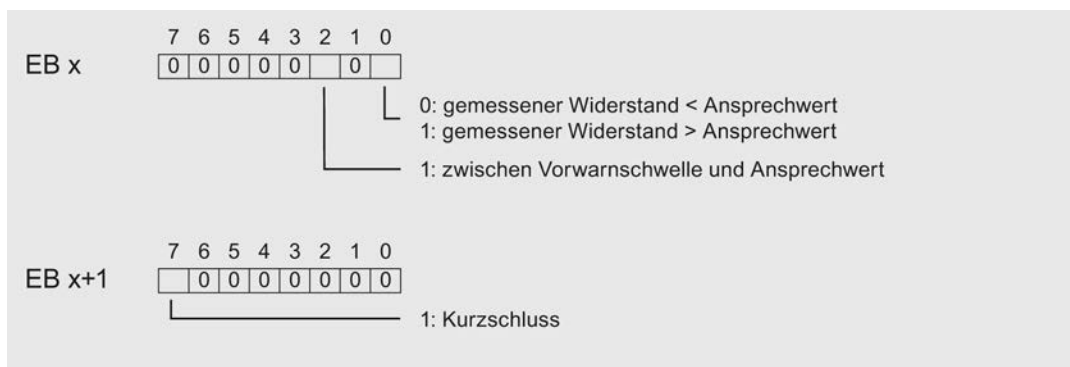 7 6 5 4 3 2 1 0
EB x 0 0 0 0 0 0
0: gemessener Widerstand < Ansprechwert
1: gemessener Widerstand > Ansprechwert
1: zwischen Vorwarnschwelle und Ansprechwert
7 6 5 4 3 2 1 0
EB x+1 0 0 0 0 0 0 0
1: Kurzschluss